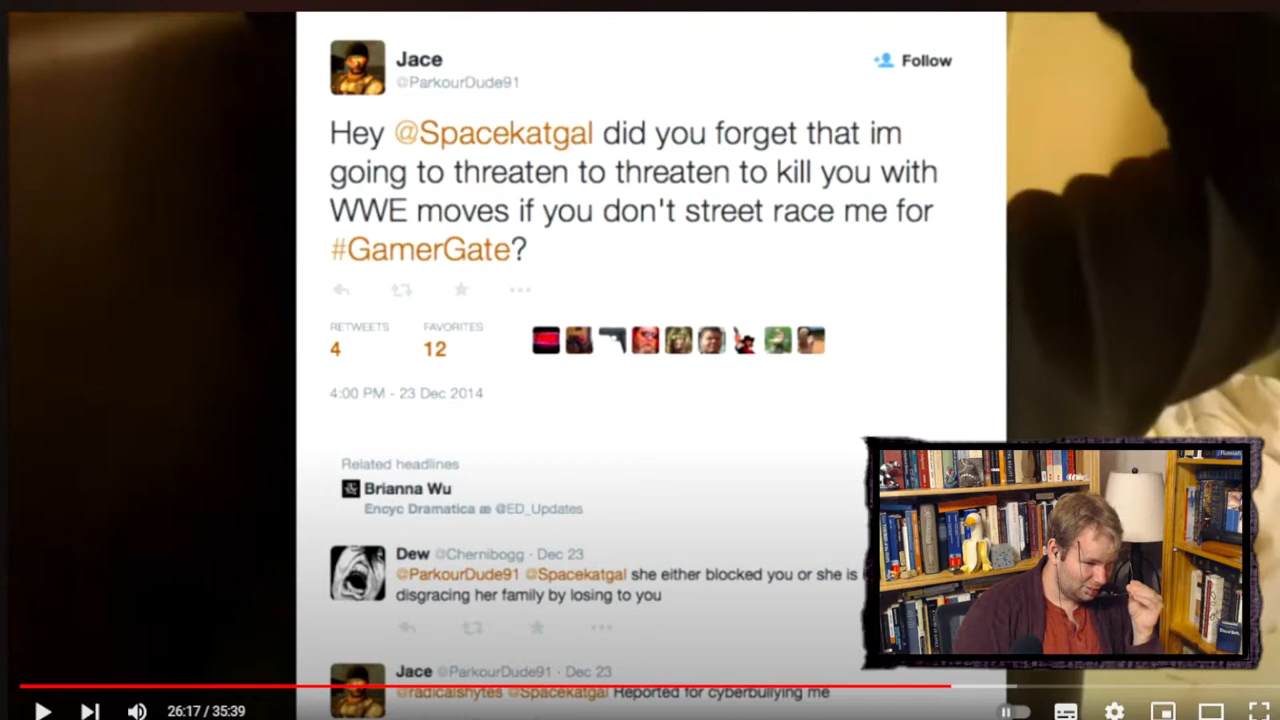 Jace
@ParkourDude91
Follow
Hey @Spacekatgal did you forget that im
going to threaten to threaten to kill you with
WWE moves if you don't street race me for
#GamerGate?
RETWEETS
FAVORITES
4
12
4:00 PM - 23 Dec 2014
Related headlines
Brianna Wu
Encyc Dramatica æ @ED_Updates
Dew @Chernibogg · Dec 23
@ParkourDude91 @Spacekatgal she either blocked you or she is
disgracing her family by losing to you
Jace @ParkourDude91 · Dec 23
@radicalshytes @Spacekatgal Reported for cyberbullying me
26:17 / 35:39